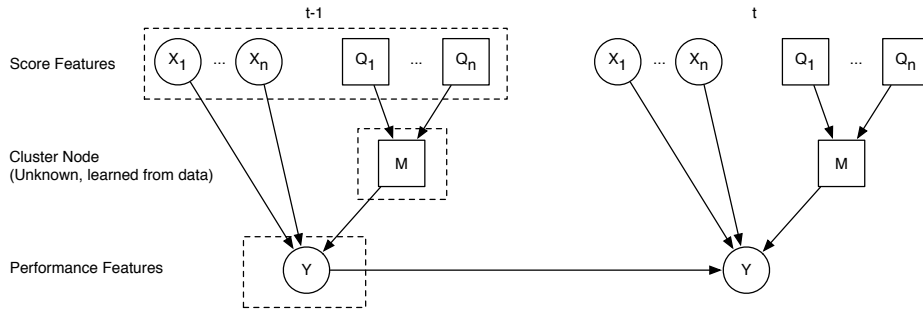 t-1 t
Score Features X1 ... Xn Q1 ... Qn X1 ... Xn Q1 ... Qn
Cluster Node M M
(Unknown, learned from data)
Performance Features Y Y